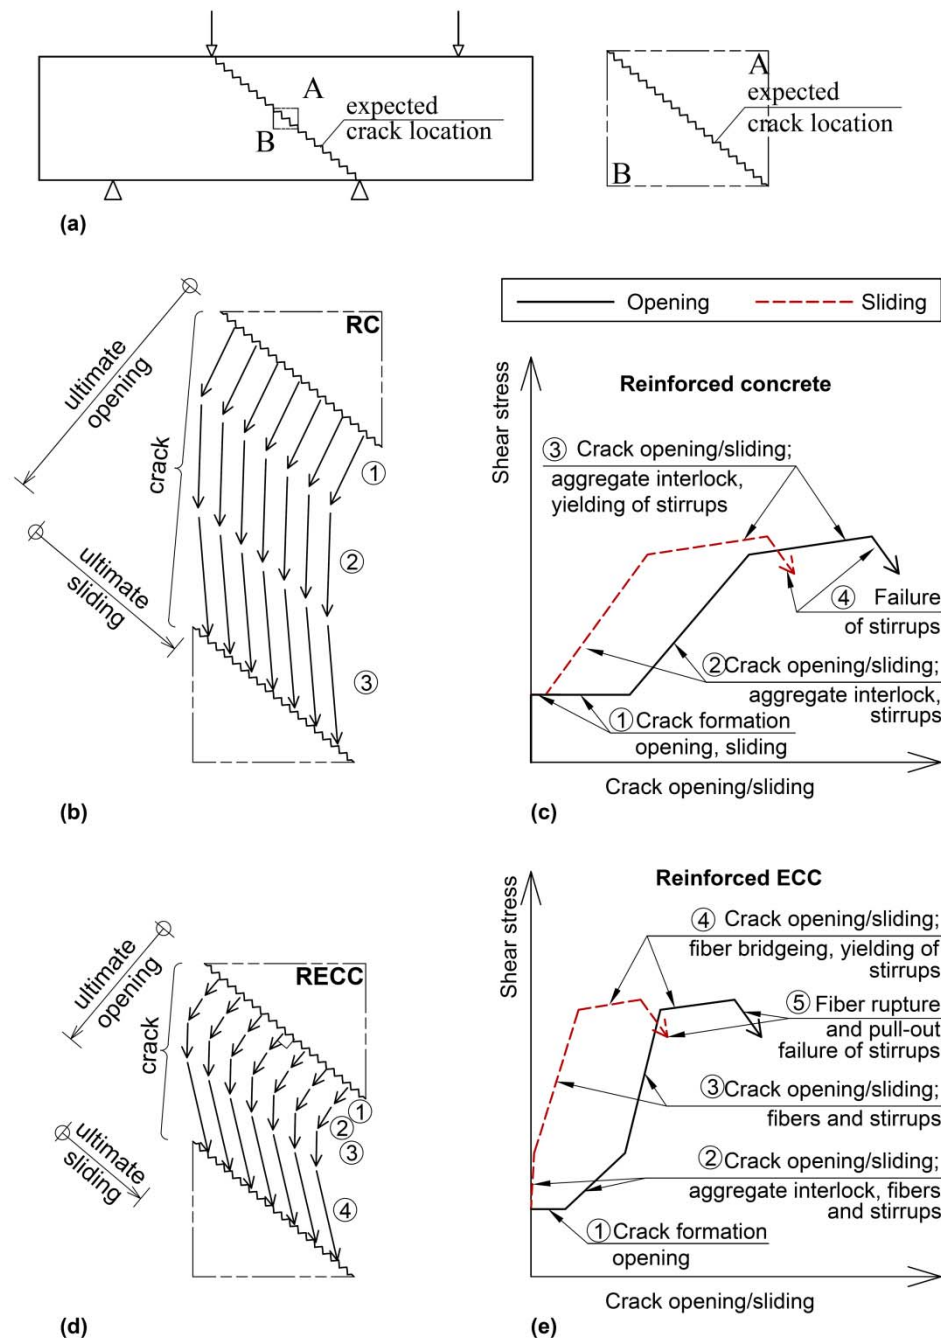 A
B
expected
crack location
A
expected
crack location
B
(a)
ultimate
opening
crack
ultimate
sliding
RC
①
②
③
(b)
Opening
Sliding
Shear stress
Reinforced concrete
③ Crack opening/sliding;
aggregate interlock,
yielding of stirrups
④ Failure
of stirrups
②Crack opening/sliding;
aggregate interlock,
stirrups
① Crack formation
opening, sliding
Crack opening/sliding
(c)
ultimate
opening
crack
ultimate
sliding
RECC
①
②
③
④
(d)
Shear stress
Reinforced ECC
④ Crack opening/sliding;
fiber bridgeing, yielding of
stirrups
⑤ Fiber rupture
and pull-out
failure of stirrups
③Crack opening/sliding;
fibers and stirrups
② Crack opening/sliding;
aggregate interlock, fibers
and stirrups
① Crack formation
opening
Crack opening/sliding
(e)